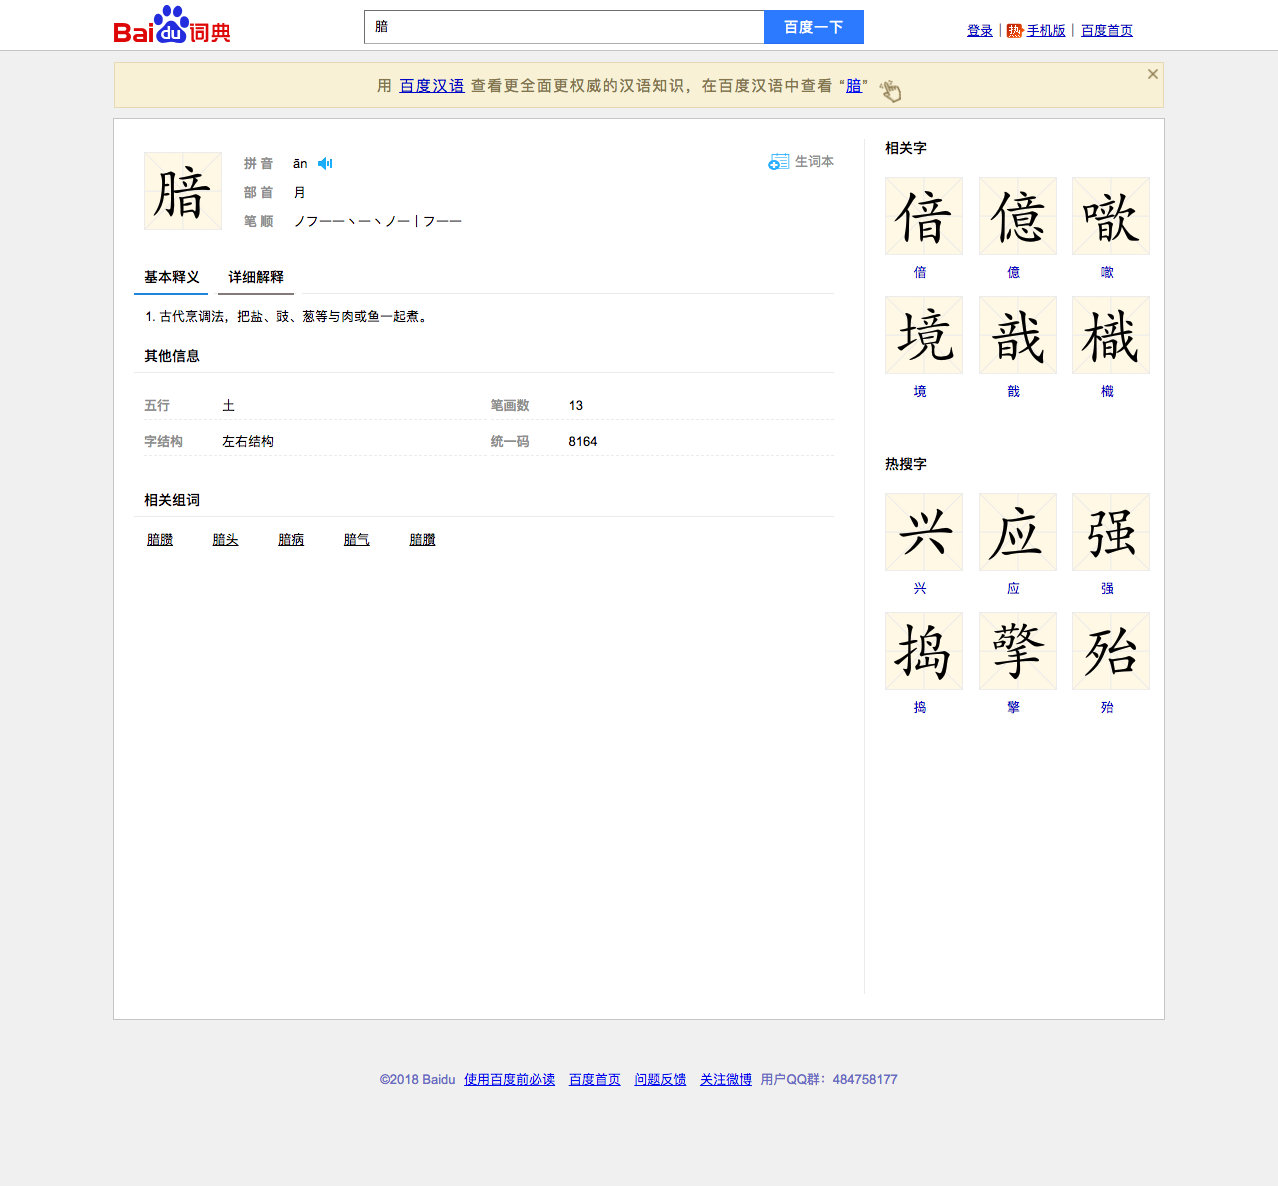 Baidu词典
腤
百度一下
登录 | 热 手机版 | 百度首页
用 百度汉语 查看更全面更权威的汉语知识，在百度汉语中查看 “腤”
腤
拼 音 ān
生词本
部 首 月
笔 顺 ノフ一一丶一丶ノ一丨フ一一
基本释义 详细解释
1. 古代烹调法，把盐、豉、葱等与肉或鱼一起煮。
其他信息
五行 土 笔画数 13
字结构 左右结构 统一码 8164
相关组词
腤臜 腤头 腤病 腤气 腤臢
相关字
偣 億 噷
偣 億 噷
境 戠 樴
境 戠 樴
热搜字
兴 应 强
兴 应 强
捣 擎 殆
捣 擎 殆
©2018 Baidu 使用百度前必读 百度首页 问题反馈 关注微博 用户QQ群：484758177